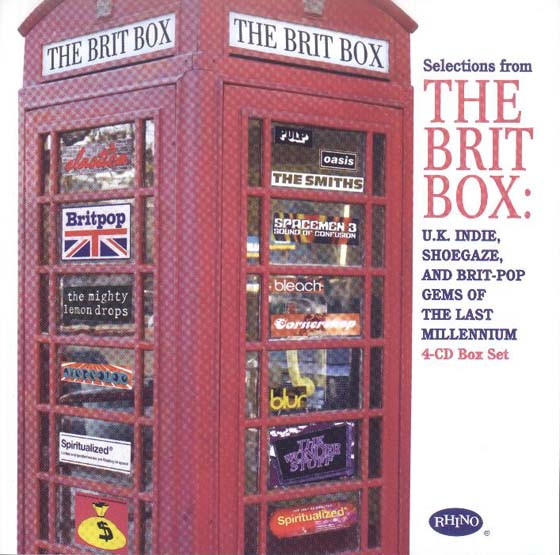 THE BRIT BOX
THE BRIT BOX
elastica
Britpop
the mighty
lemon drops
Spiritualized®
$
PULP
oasis
THE SMITHS
SPACEMEN 3
SOUND OF CONFUSION
bleach
Cornershop
blur
THE
WONDER
STUFF
Spiritualized®
Selections from
THE
BRIT
BOX:
U.K. INDIE,
SHOEGAZE,
AND BRIT-POP
GEMS OF
THE LAST
MILLENNIUM
4-CD Box Set
RHINO
®